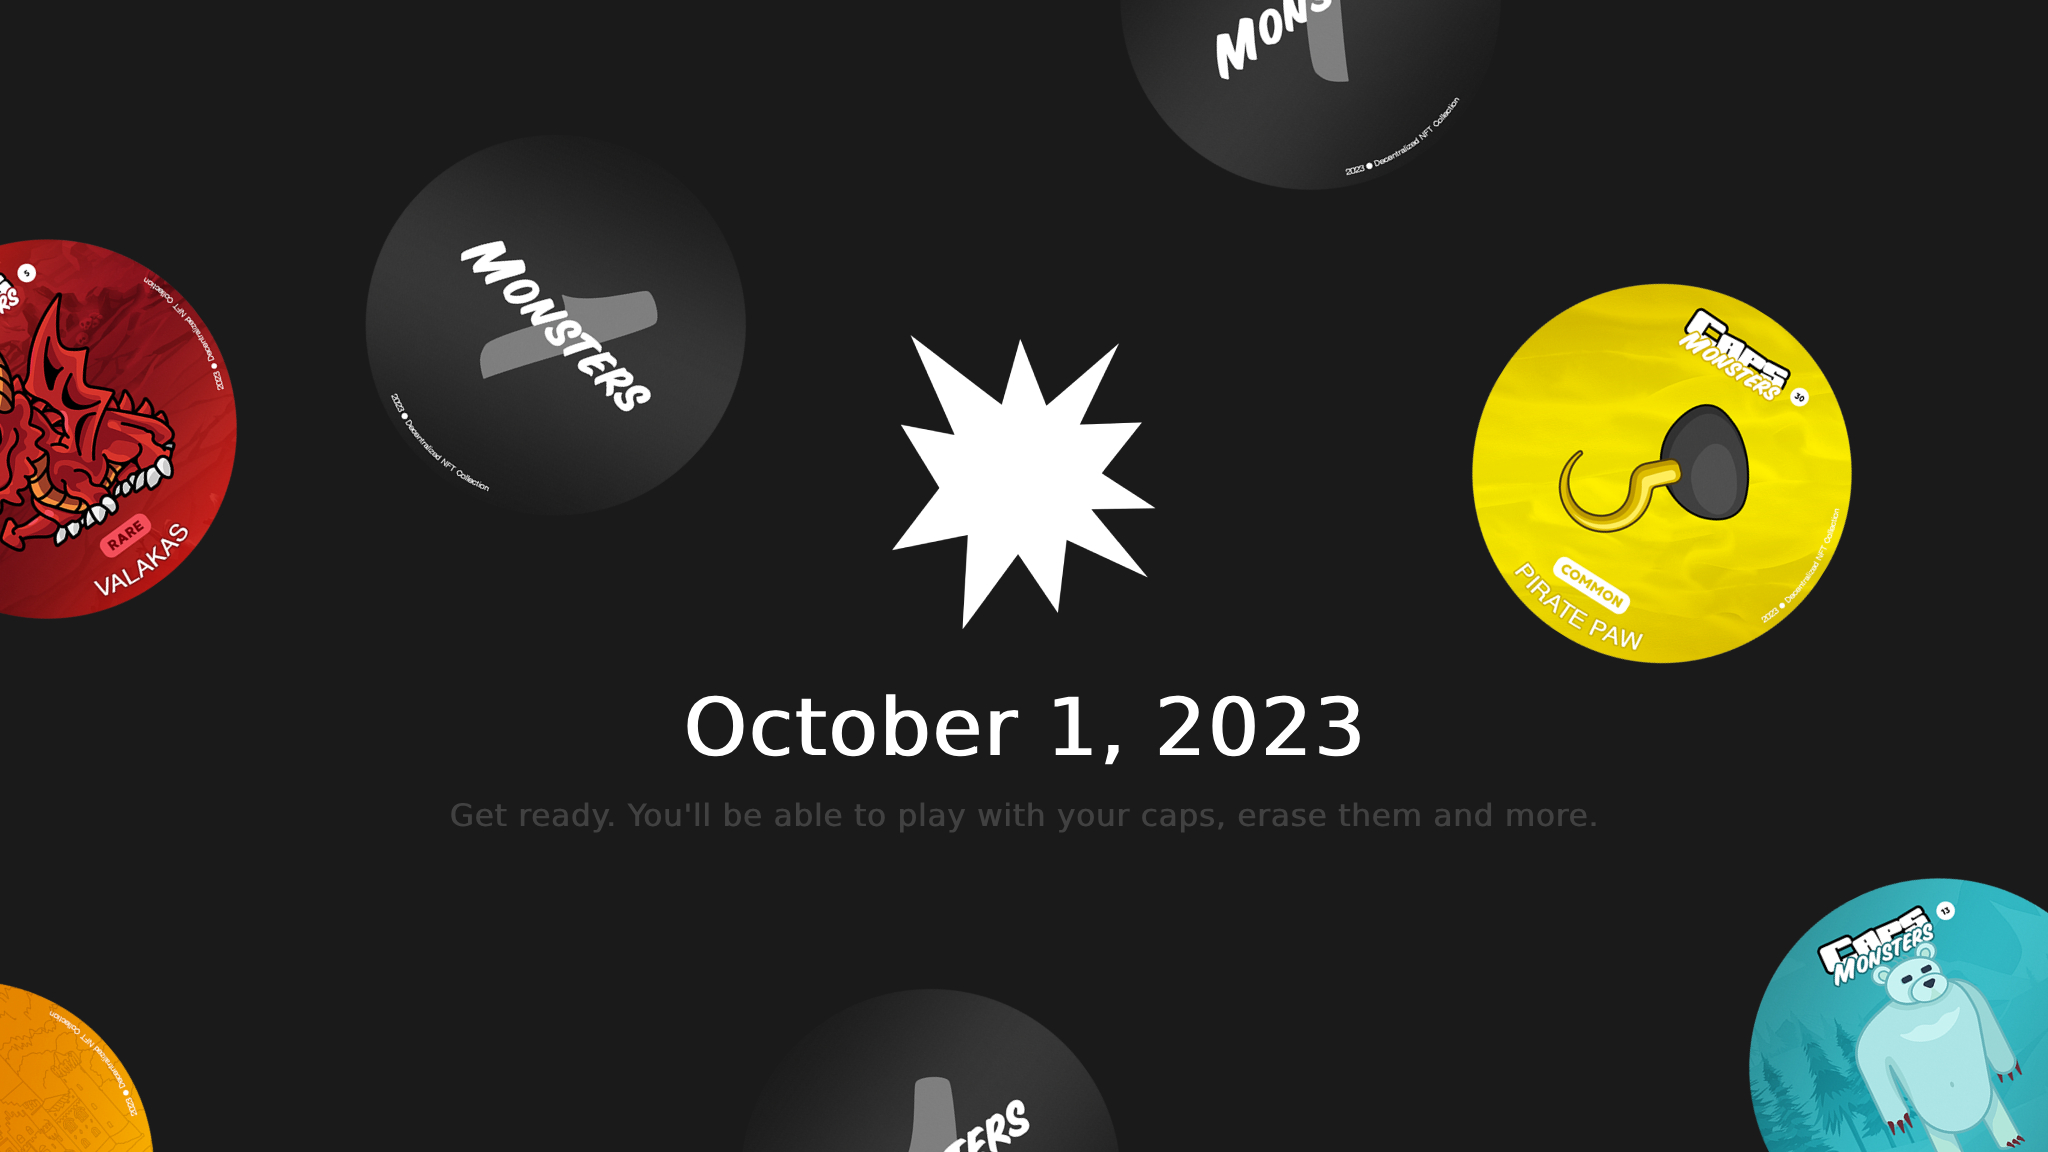 MONS
2023 ● Decentralized NFT Collection
MONSTERS
2023 ● Decentralized NFT Collection
5
2023 ● Decentralized NFT Collection
RARE
VALAKAS
CAPS
MONSTERS
30
COMMON
PIRATE PAW
2023 ● Decentralized NFT Collection
October 1, 2023
Get ready. You'll be able to play with your caps, erase them and more.
CAPS
MONSTERS
13
2023 ● Decentralized NFT Collection
TERS